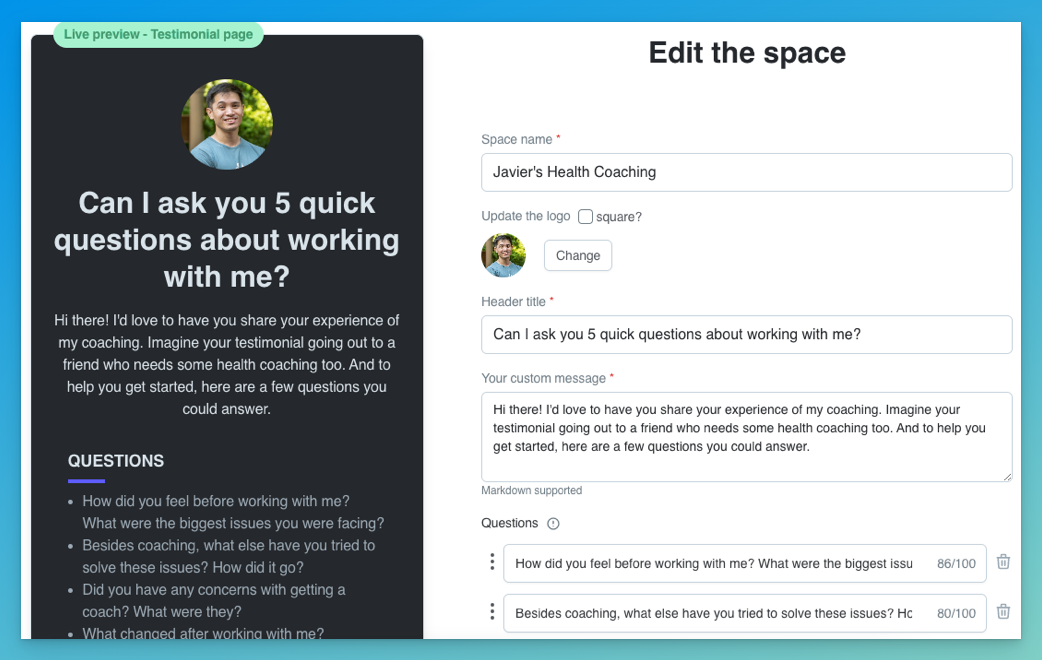 Live preview - Testimonial page
Can I ask you 5 quick
questions about working
with me?
Hi there! I'd love to have you share your experience of
my coaching. Imagine your testimonial going out to a
friend who needs some health coaching too. And to
help you get started, here are a few questions you
could answer.
QUESTIONS
How did you feel before working with me?
What were the biggest issues you were facing?
Besides coaching, what else have you tried to
solve these issues? How did it go?
Did you have any concerns with getting a
coach? What were they?
What changed after working with me?
Edit the space
Space name *
Javier's Health Coaching
Update the logo square?
Change
Header title *
Can I ask you 5 quick questions about working with me?
Your custom message *
Hi there! I'd love to have you share your experience of my coaching. Imagine your
testimonial going out to a friend who needs some health coaching too. And to help you
get started, here are a few questions you could answer.
Markdown supported
Questions
How did you feel before working with me? What were the biggest issu 86/100
Besides coaching, what else have you tried to solve these issues? Ho 80/100